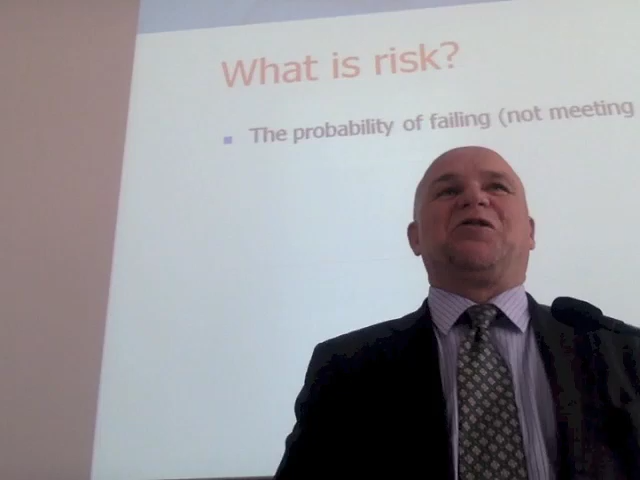 What is risk?
The probability of failing (not meeting